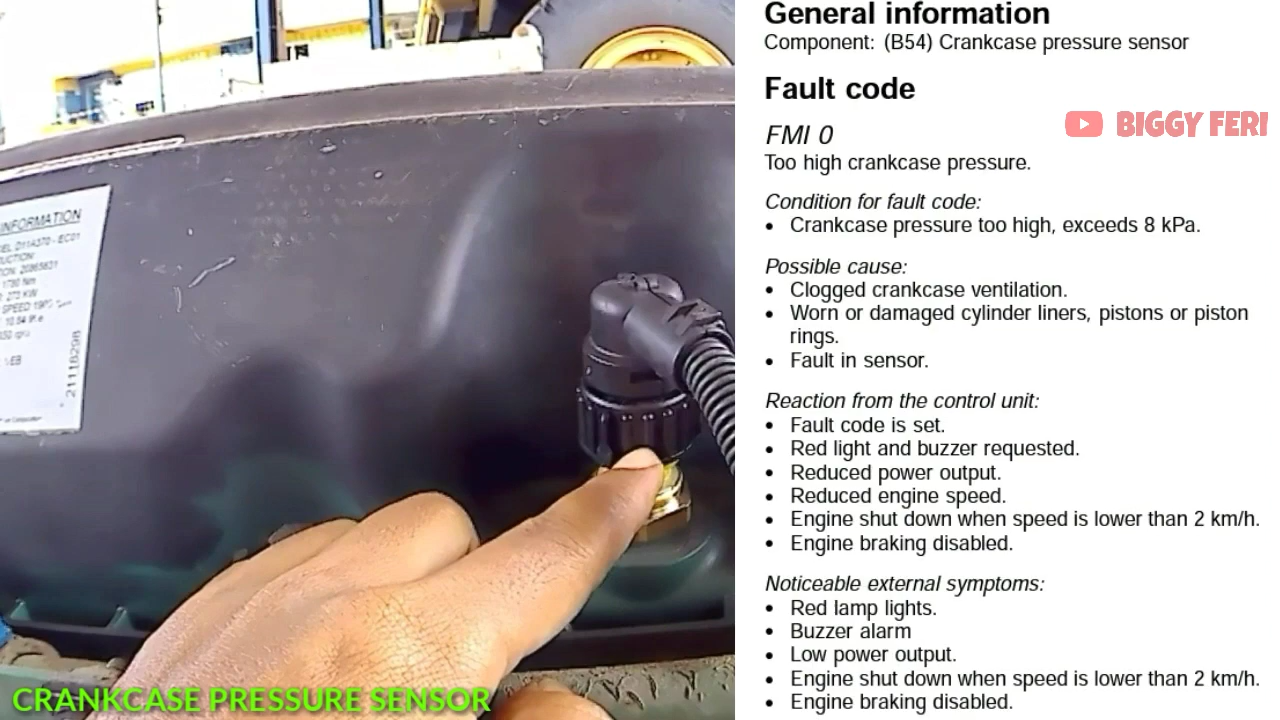 INFORMATION
21118298
CRANKCASE PRESSURE SENSOR
General information
Component: (B54) Crankcase pressure sensor
Fault code
BIGGY FERI
FMI 0
Too high crankcase pressure.
Condition for fault code:
• Crankcase pressure too high, exceeds 8 kPa.
Possible cause:
• Clogged crankcase ventilation.
• Worn or damaged cylinder liners, pistons or piston
rings.
• Fault in sensor.
Reaction from the control unit:
• Fault code is set.
• Red light and buzzer requested.
• Reduced power output.
• Reduced engine speed.
• Engine shut down when speed is lower than 2 km/h.
• Engine braking disabled.
Noticeable external symptoms:
• Red lamp lights.
• Buzzer alarm
• Low power output.
• Engine shut down when speed is lower than 2 km/h.
• Engine braking disabled.